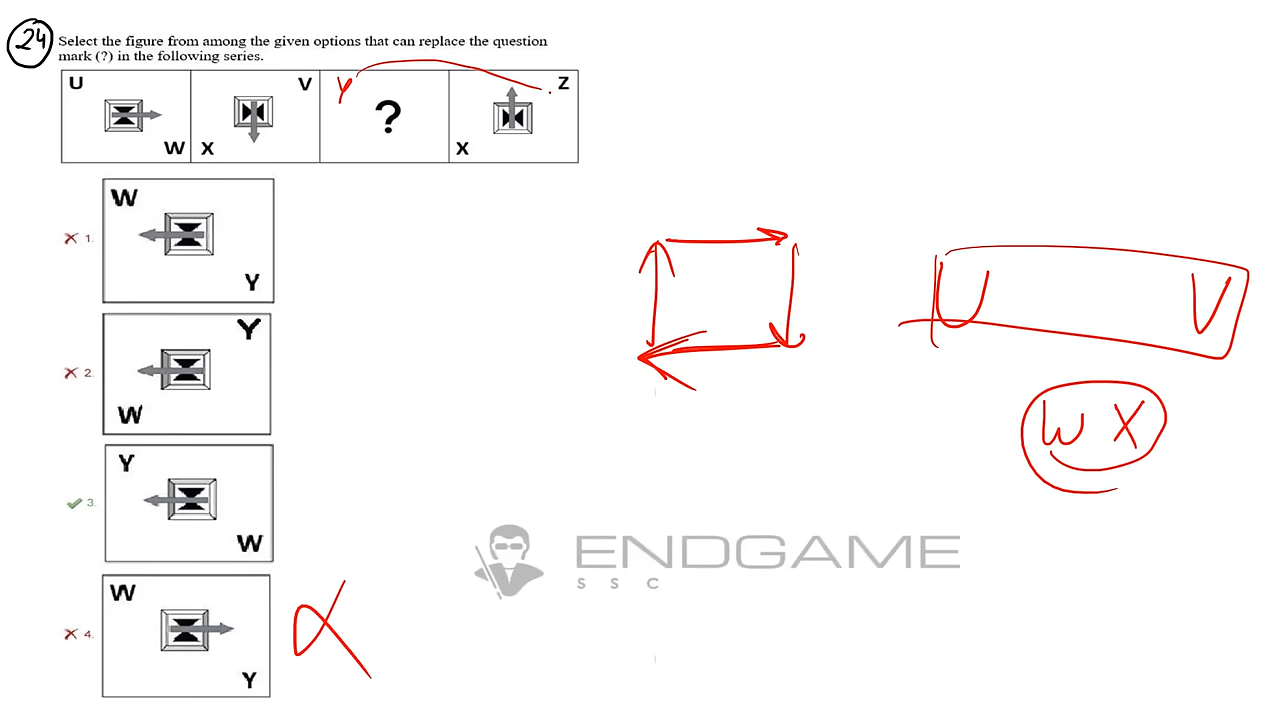 24
Select the figure from among the given options that can replace the question
mark (?) in the following series.
U V Y Z
?
W X X
W
1.
Y
Y
2.
W
Y
3.
W
W
4.
Y
U V
W X
ENDGAME
SSC